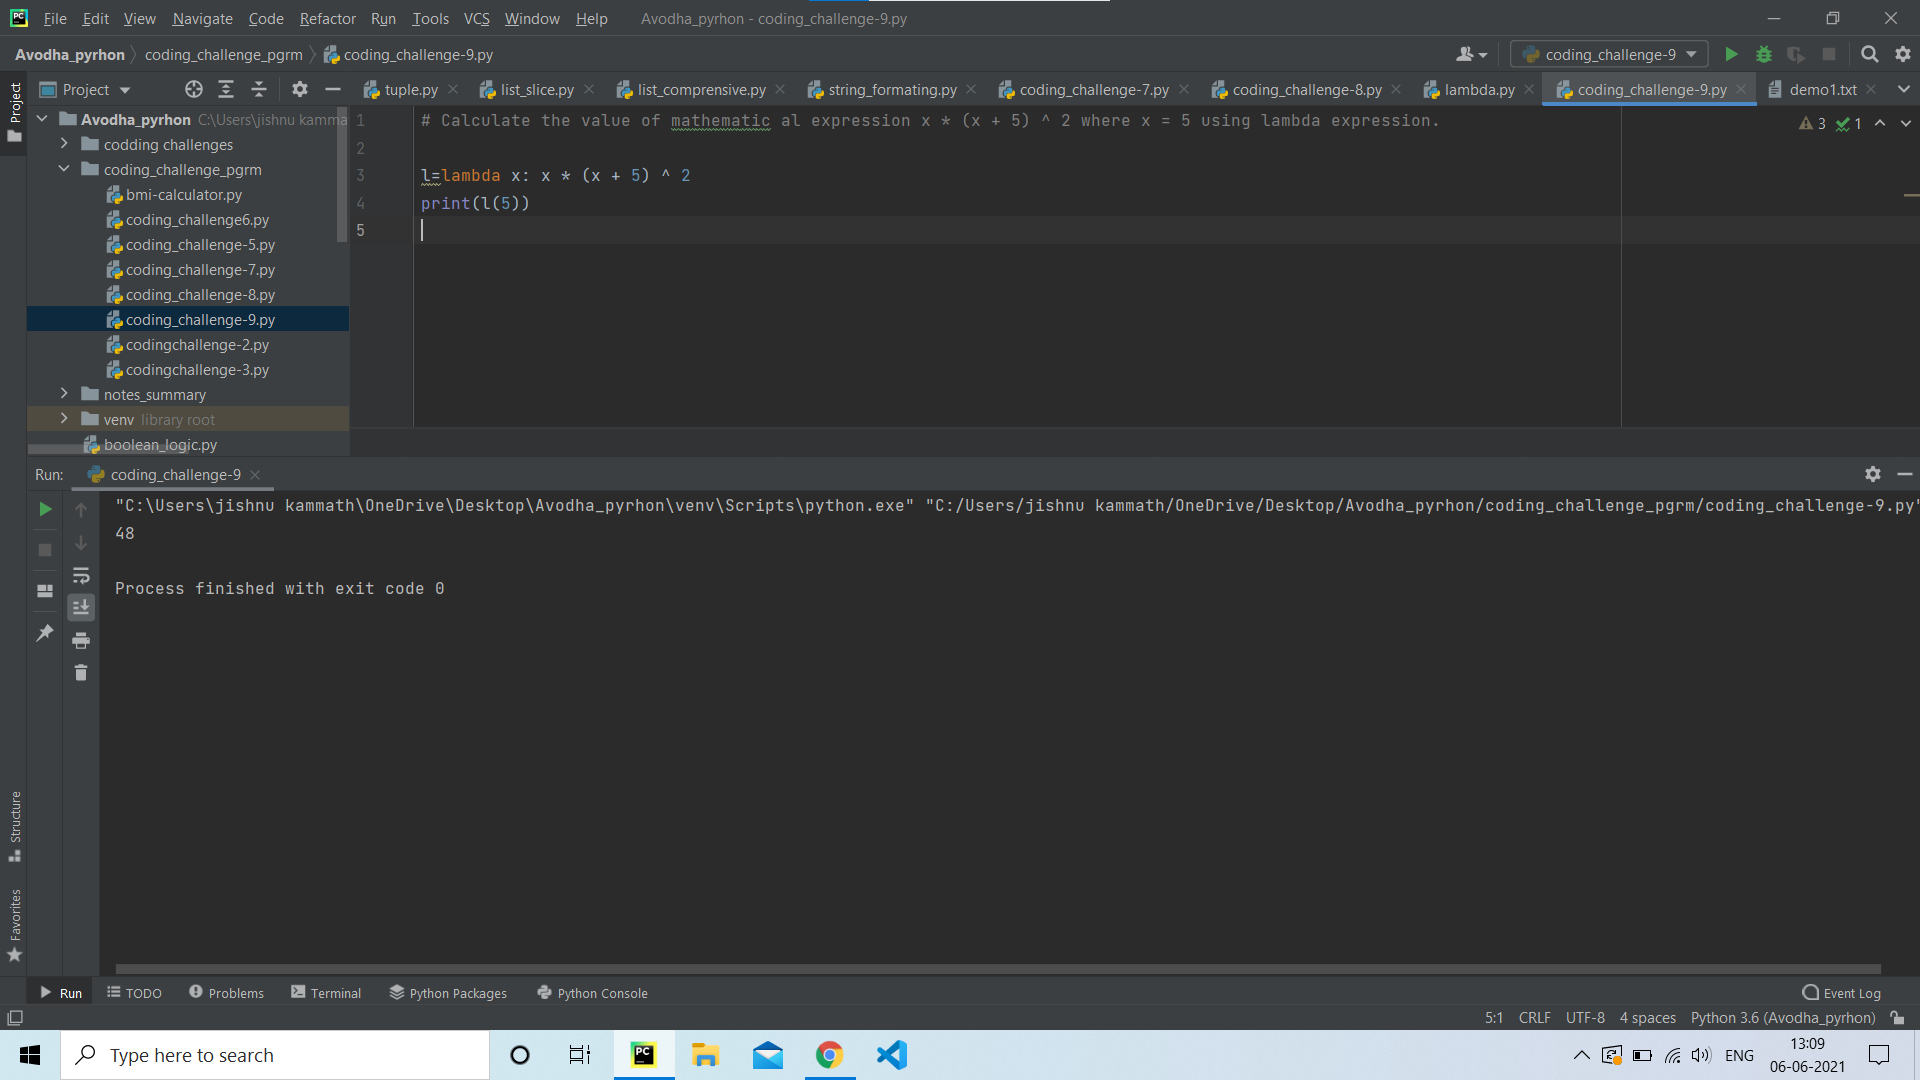 File Edit View Navigate Code Refactor Run Tools VCS Window Help Avodha_pyrhon - coding_challenge-9.py
Avodha_pyrhon coding_challenge_pgrm coding_challenge-9.py coding_challenge-9
Project tuple.py list_slice.py list_comprensive.py string_formating.py coding_challenge-7.py coding_challenge-8.py lambda.py coding_challenge-9.py demo1.txt
Project
Avodha_pyrhon C:\Users\jishnu kamma
codding challenges
coding_challenge_pgrm
bmi-calculator.py
coding_challenge6.py
coding_challenge-5.py
coding_challenge-7.py
coding_challenge-8.py
coding_challenge-9.py
codingchallenge-2.py
codingchallenge-3.py
notes_summary
venv library root
boolean_logic.py
1 # Calculate the value of mathematic al expression x * (x + 5) ^ 2 where x = 5 using lambda expression.
2
3 l=lambda x: x * (x + 5) ^ 2
4 print(l(5))
5
3 1
Run: coding_challenge-9
"C:\Users\jishnu kammath\OneDrive\Desktop\Avodha_pyrhon\venv\Scripts\python.exe" "C:/Users/jishnu kammath/OneDrive/Desktop/Avodha_pyrhon/coding_challenge_pgrm/coding_challenge-9.py"
48
Process finished with exit code 0
Structure
Favorites
Run TODO Problems Terminal Python Packages Python Console Event Log
5:1 CRLF UTF-8 4 spaces Python 3.6 (Avodha_pyrhon)
Type here to search
PC
ENG
13:09
06-06-2021